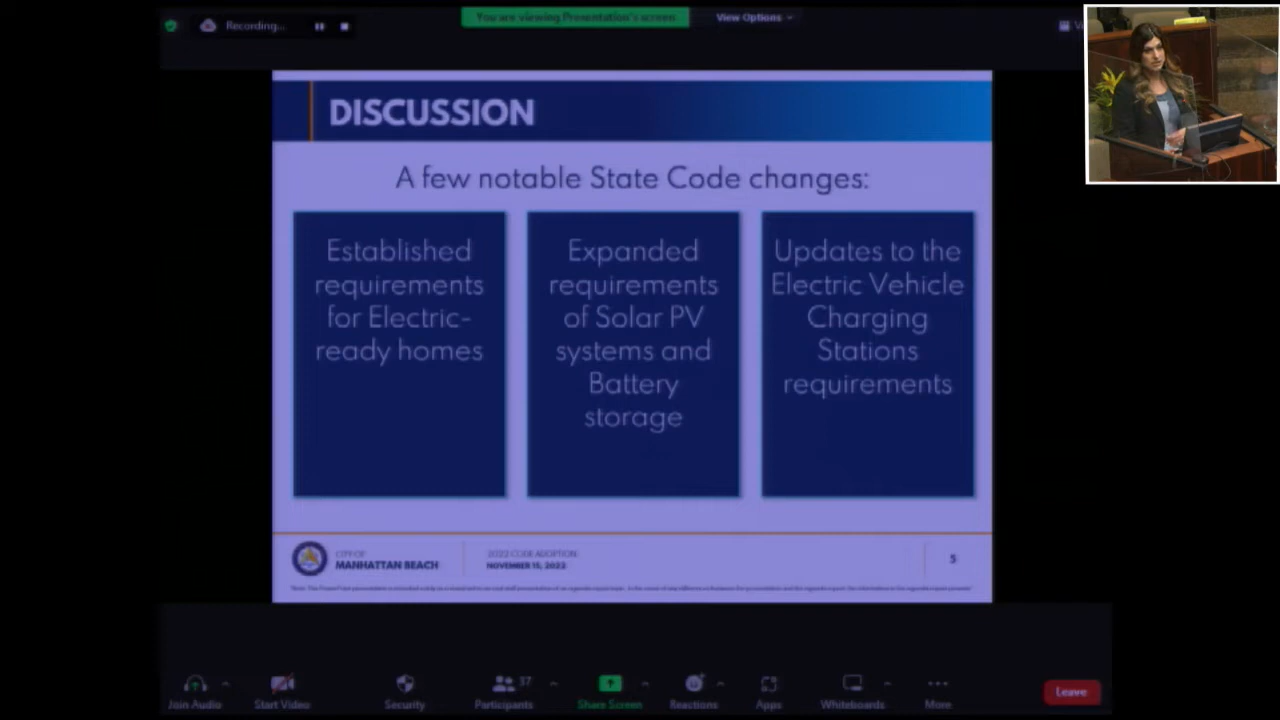 Recording...
You are viewing Presentation's screen
View Options
DISCUSSION
A few notable State Code changes:
Established
requirements
for Electric-
ready homes
Expanded
requirements
of Solar PV
systems and
Battery
storage
Updates to the
Electric Vehicle
Charging
Stations
requirements
CITY OF
MANHATTAN BEACH
2022 CODE ADOPTION
NOVEMBER 15, 2022
5
Join Audio
Start Video
Security
Participants
37
Share Screen
Reactions
Apps
Whiteboards
More
Leave